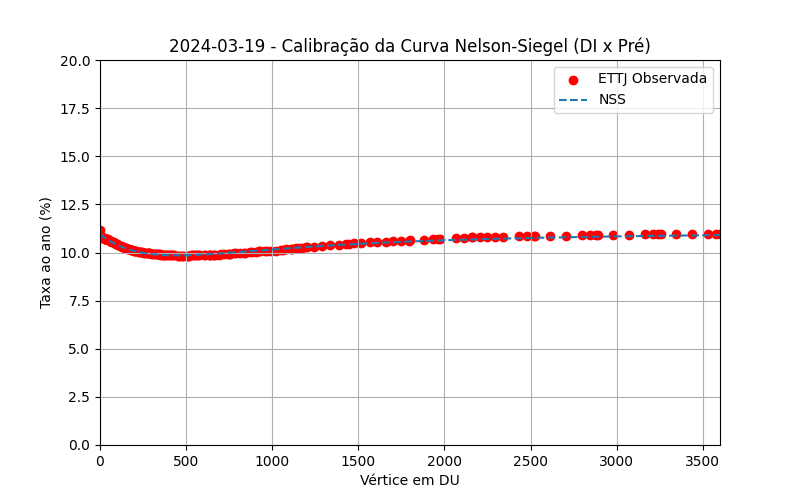 2024-03-19 - Calibração da Curva Nelson-Siegel (DI x Pré)
ETTJ Observada
NSS
Taxa ao ano (%)
20.0
17.5
15.0
12.5
10.0
7.5
5.0
2.5
0.0
0 500 1000 1500 2000 2500 3000 3500
Vértice em DU